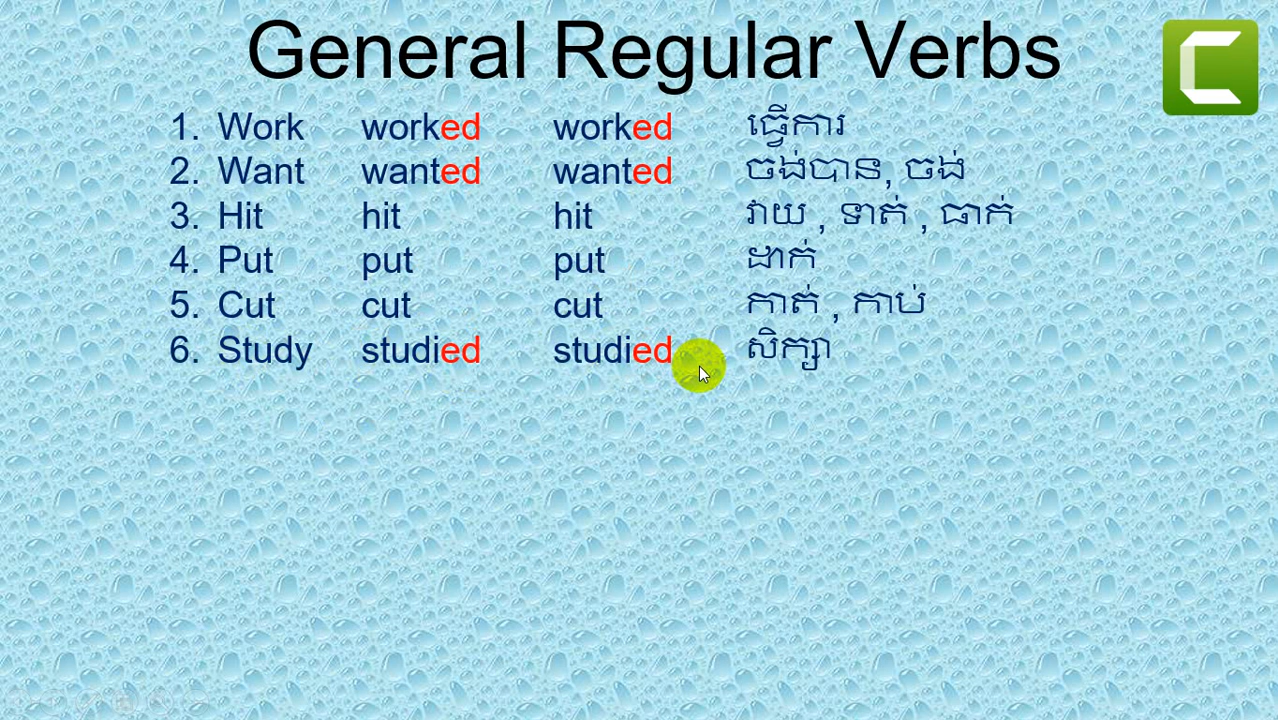 General Regular Verbs
1. Work worked worked ធ្វើការ
2. Want wanted wanted ចង់បាន, ចង់
3. Hit hit hit វាយ , ទាត់ , ធាក់
4. Put put put ដាក់
5. Cut cut cut កាត់ , កាប់
6. Study studied studied សិក្សា